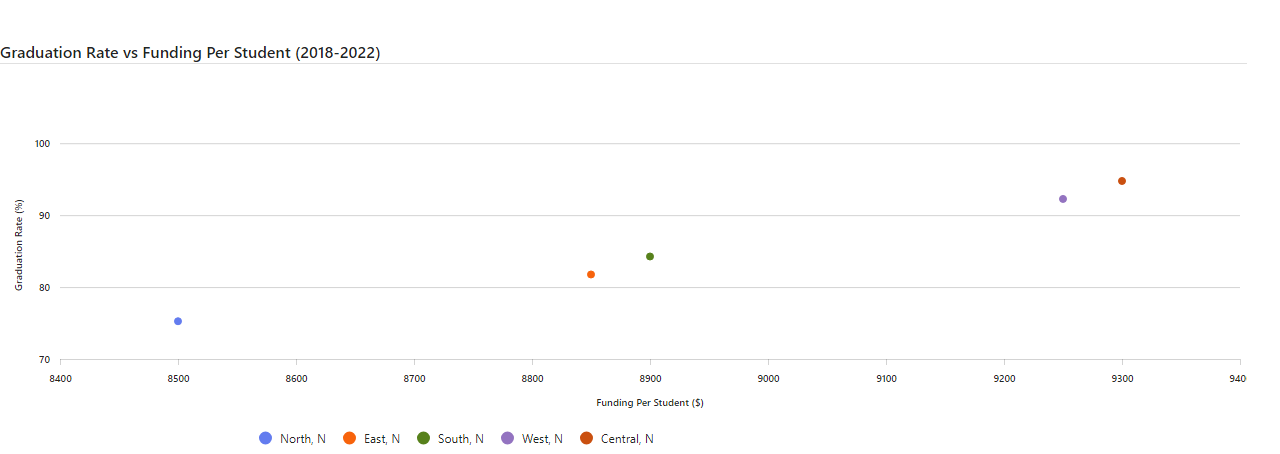 Graduation Rate vs Funding Per Student (2018-2022)
100
90
80
70
Graduation Rate (%)
8400 8500 8600 8700 8800 8900 9000 9100 9200 9300 940
Funding Per Student ($)
North, N East, N South, N West, N Central, N